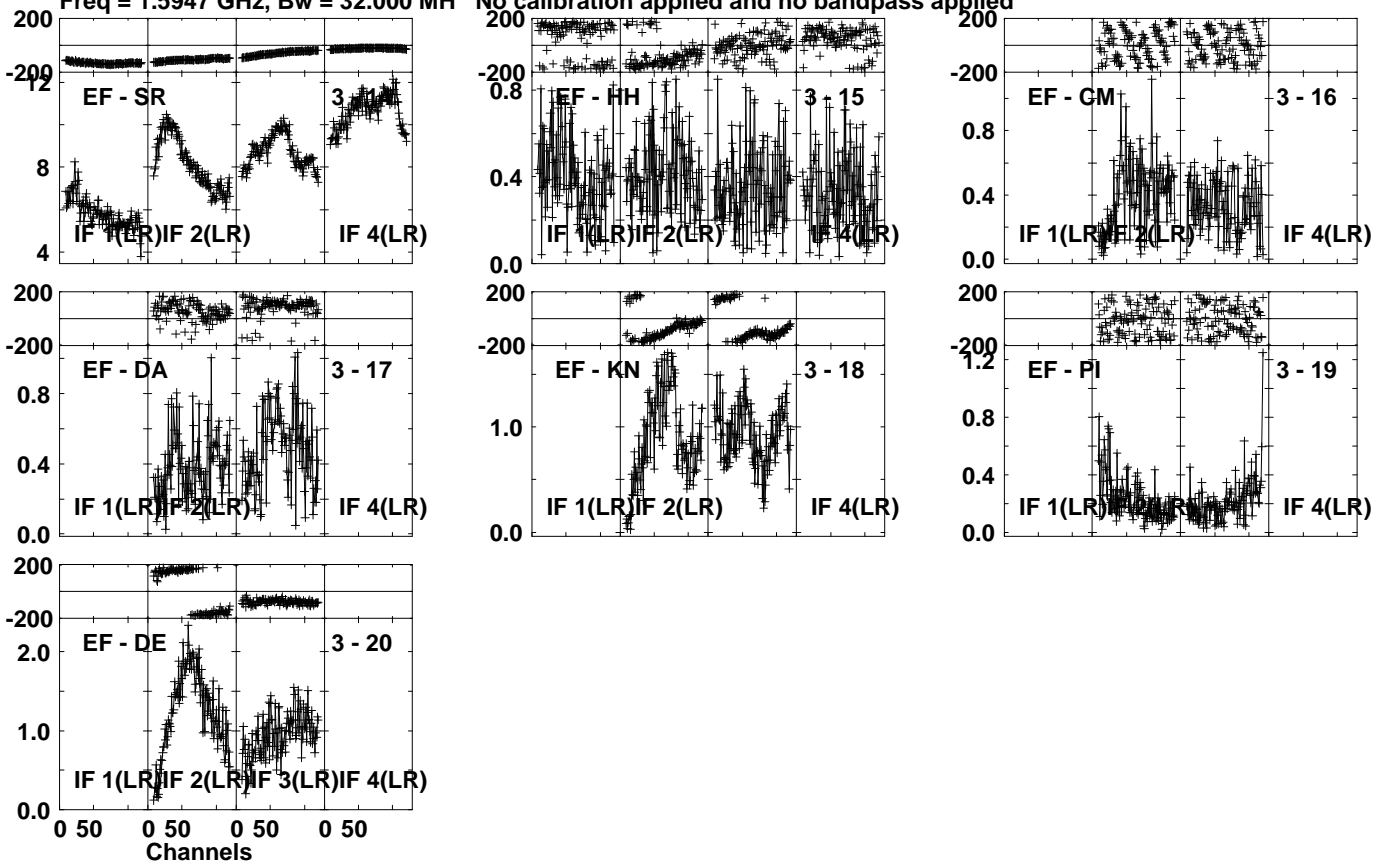 Freq = 1.5947 GHz, Bw = 32.000 MH No calibration applied and no bandpass applied
200
-200
12
8
4
EF - SR
3 - 14
IF 1(LR) IF 2(LR) IF 4(LR)
200
-200
0.8
0.4
0.0
EF - HH
3 - 15
IF 1(LR) IF 2(LR) IF 4(LR)
200
-200
0.8
0.4
0.0
EF - CM
3 - 16
IF 1(LR) IF 2(LR) IF 4(LR)
200
-200
0.8
0.4
0.0
EF - DA
3 - 17
IF 1(LR) IF 2(LR) IF 4(LR)
200
-200
1.0
0.0
EF - KN
3 - 18
IF 1(LR) IF 2(LR) IF 4(LR)
200
-200
1.2
0.8
0.4
0.0
EF - PI
3 - 19
IF 1(LR) IF 2(LR) IF 4(LR)
200
-200
2.0
1.0
0.0
EF - DE
3 - 20
IF 1(LR) IF 2(LR) IF 3(LR) IF 4(LR)
0 50 0 50 0 50 0 50
Channels